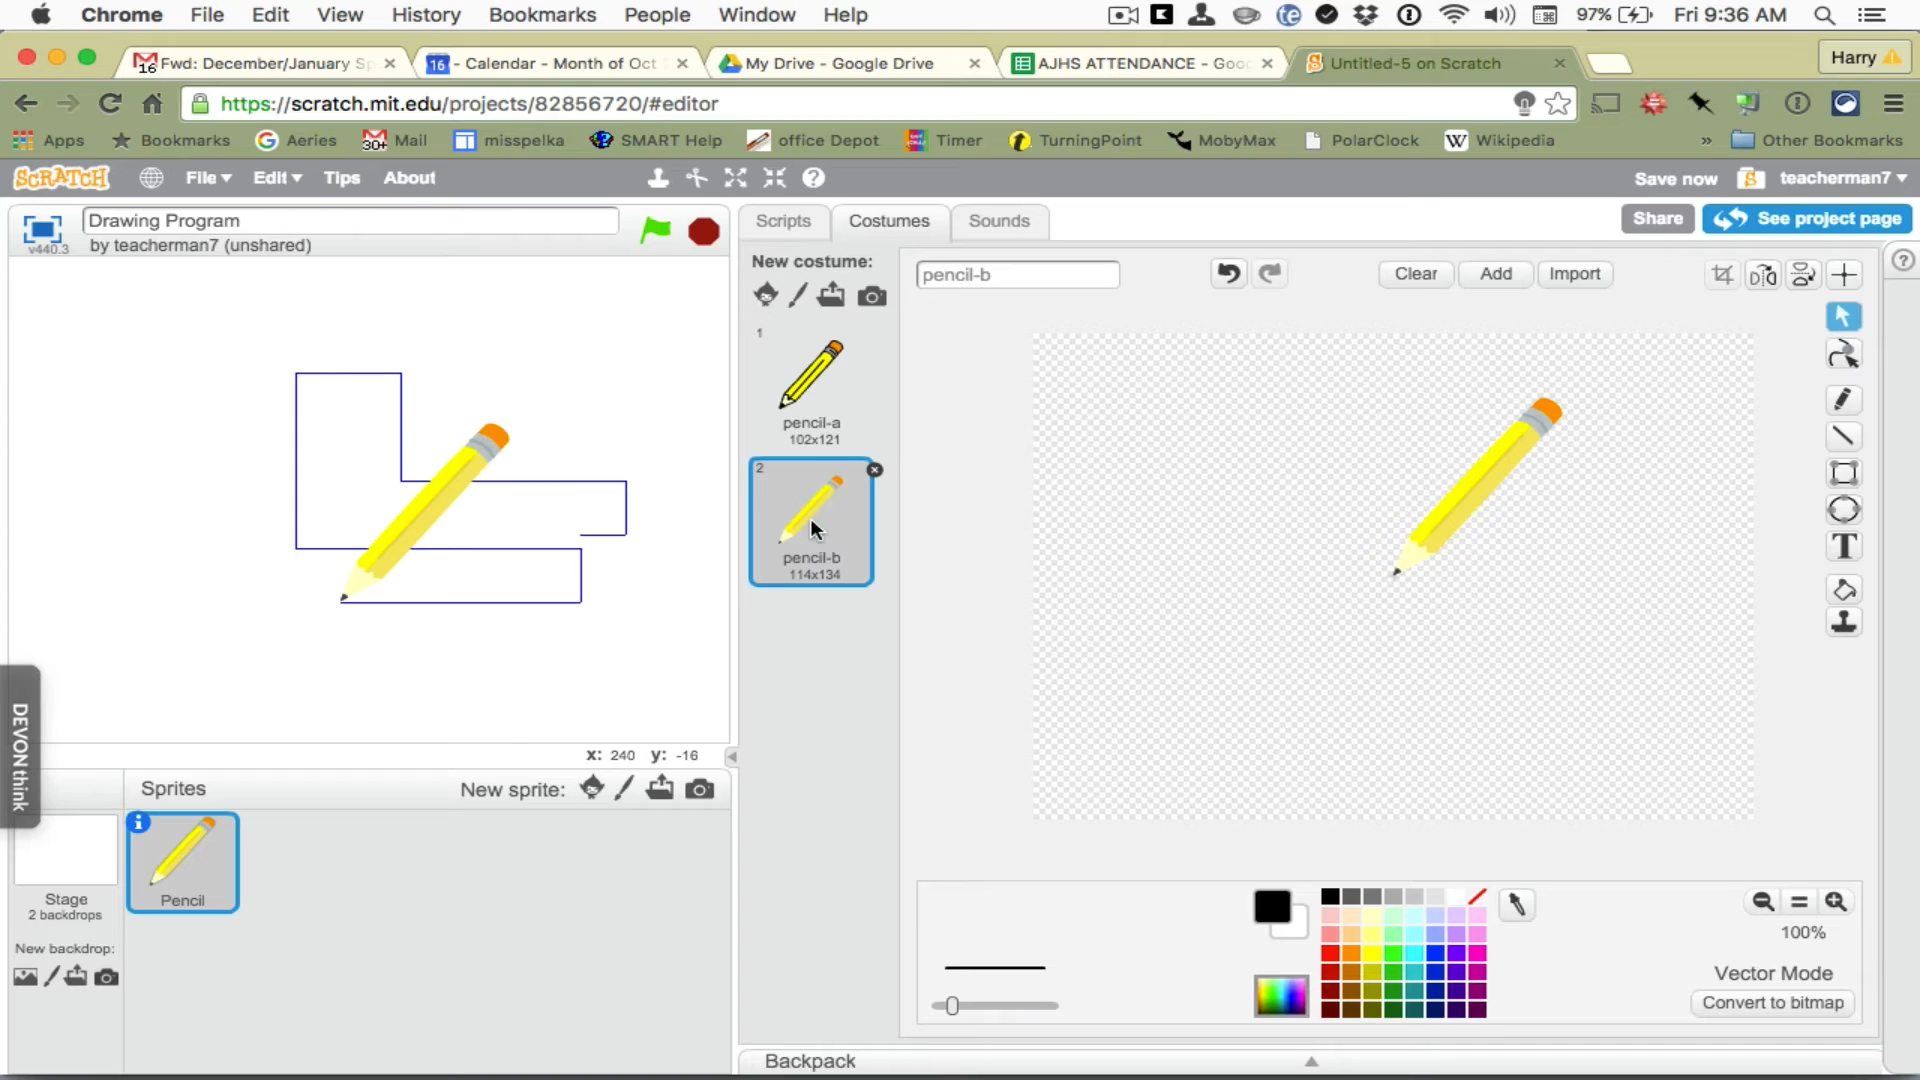 Chrome File Edit View History Bookmarks People Window Help 97% Fri 9:36 AM
Fwd: December/January Sp - Calendar - Month of Oct My Drive - Google Drive AJHS ATTENDANCE - Goo Untitled-5 on Scratch Harry
https://scratch.mit.edu/projects/82856720/#editor
Apps Bookmarks Aeries Mail misspelka SMART Help office Depot Timer TurningPoint MobyMax PolarClock Wikipedia » Other Bookmarks
SCRATCH File Edit Tips About Save now teacherman7
Drawing Program
by teacherman7 (unshared)
v440.3
Scripts Costumes Sounds Share See project page
New costume:
pencil-b Clear Add Import
1
pencil-a
102x121
2
pencil-b
114x134
T
DEVONthink
x: 240 y: -16
Sprites New sprite:
Pencil
Stage
2 backdrops
New backdrop:
100%
Vector Mode
Convert to bitmap
Backpack